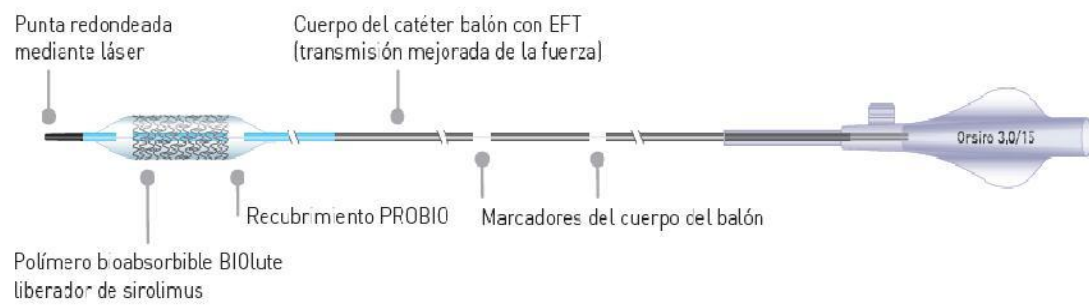 Punta redondeada
mediante láser
Cuerpo del catéter balón con EFT
(transmisión mejorada de la fuerza)
Orsiro 3,0/15
Recubrimiento PROBIO
Marcadores del cuerpo del balón
Polímero bioabsorbible BIOlute
liberador de sirolimus